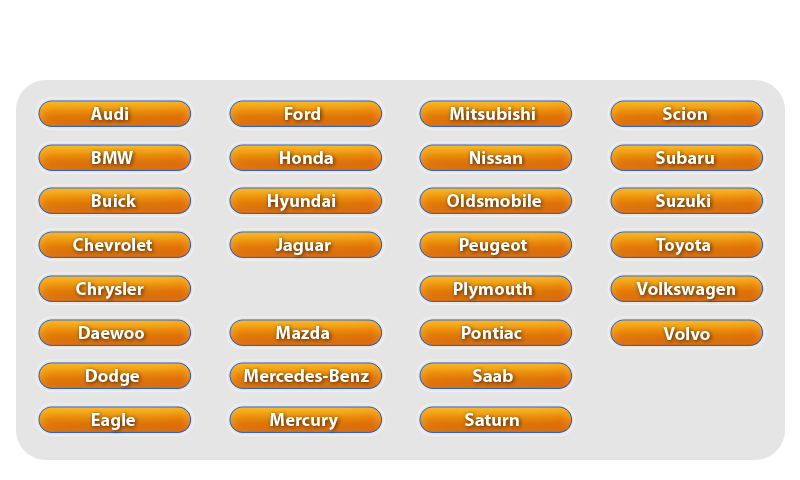 Audi
Ford
Mitsubishi
Scion
BMW
Honda
Nissan
Subaru
Buick
Hyundai
Oldsmobile
Suzuki
Chevrolet
Jaguar
Peugeot
Toyota
Chrysler
Plymouth
Volkswagen
Daewoo
Mazda
Pontiac
Volvo
Dodge
Mercedes-Benz
Saab
Eagle
Mercury
Saturn